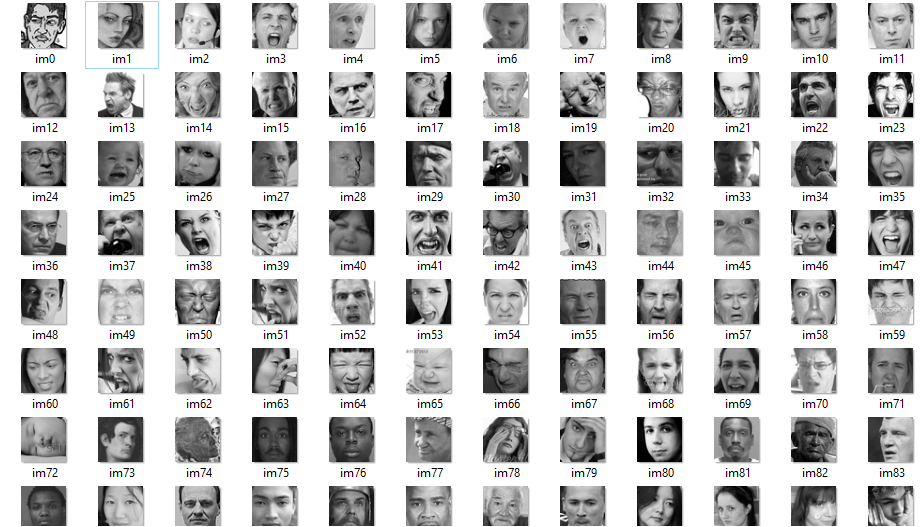 im0 im1 im2 im3 im4 im5 im6 im7 im8 im9 im10 im11
im12 im13 im14 im15 im16 im17 im18 im19 im20 im21 im22 im23
im24 im25 im26 im27 im28 im29 im30 im31 im32 im33 im34 im35
im36 im37 im38 im39 im40 im41 im42 im43 im44 im45 im46 im47
im48 im49 im50 im51 im52 im53 im54 im55 im56 im57 im58 im59
im60 im61 im62 im63 im64 im65 im66 im67 im68 im69 im70 im71
im72 im73 im74 im75 im76 im77 im78 im79 im80 im81 im82 im83